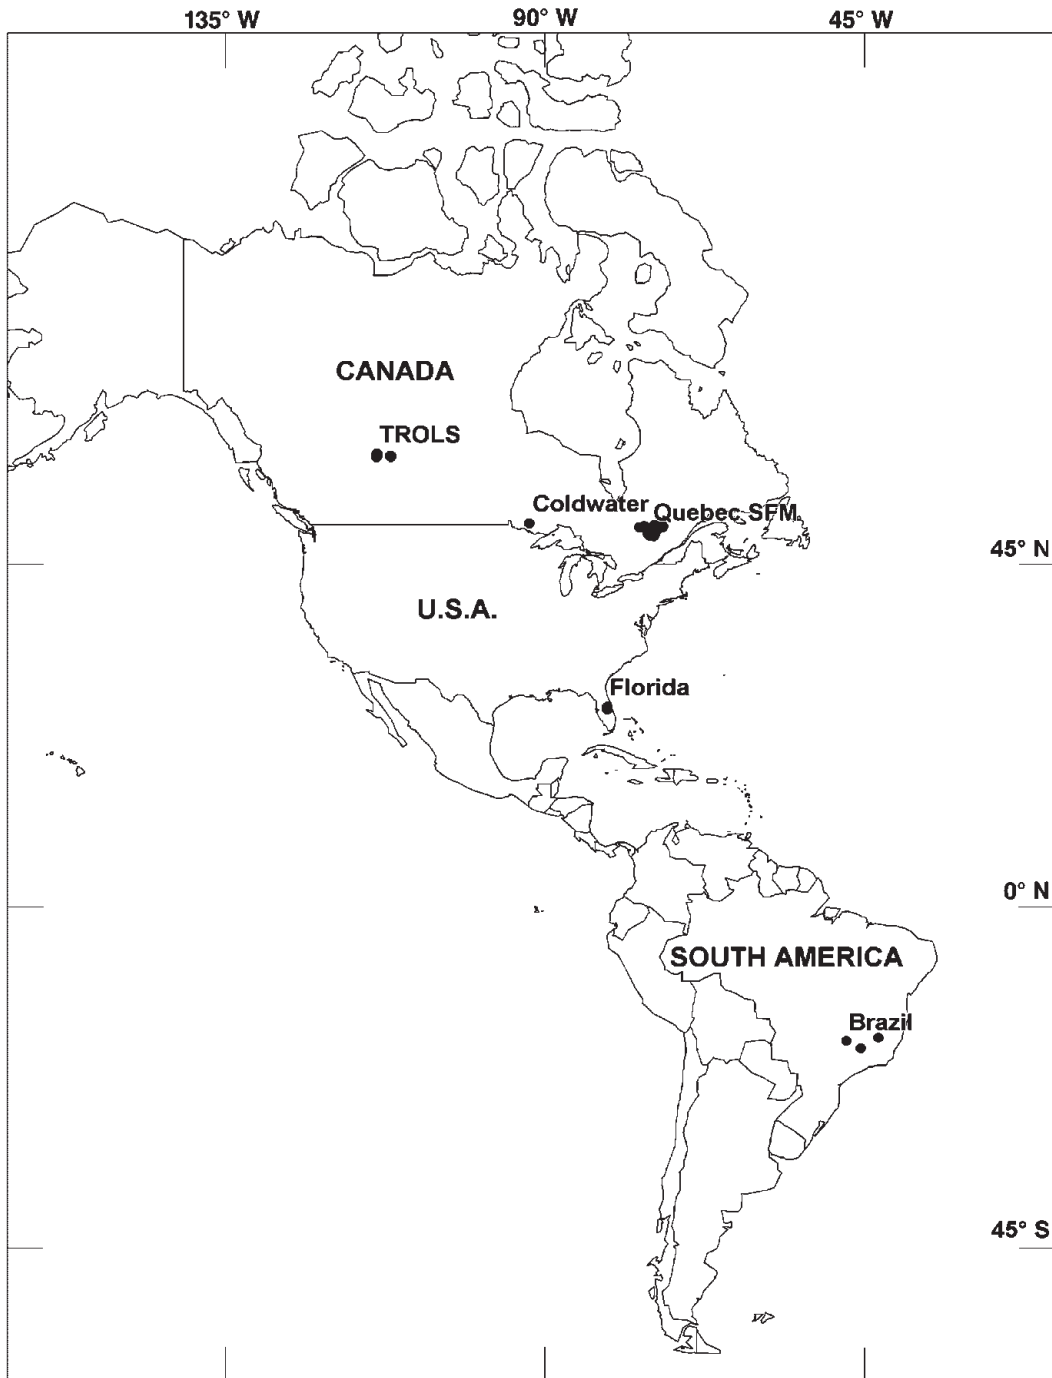 135° W
90° W
45° W
CANADA
TROLS
Coldwater
Quebec SFM
45° N
U.S.A.
Florida
0° N
SOUTH AMERICA
Brazil
45° S